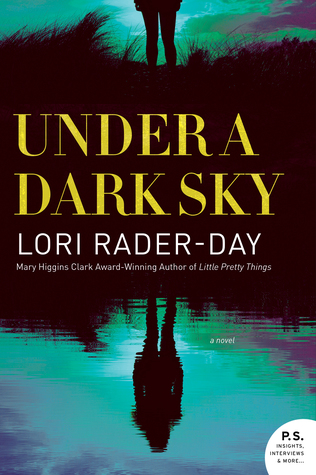 UNDER A
DARK SKY
LORI RADER-DAY
Mary Higgins Clark Award-Winning Author of Little Pretty Things
a novel
P.S.
INSIGHTS,
INTERVIEWS
& MORE...